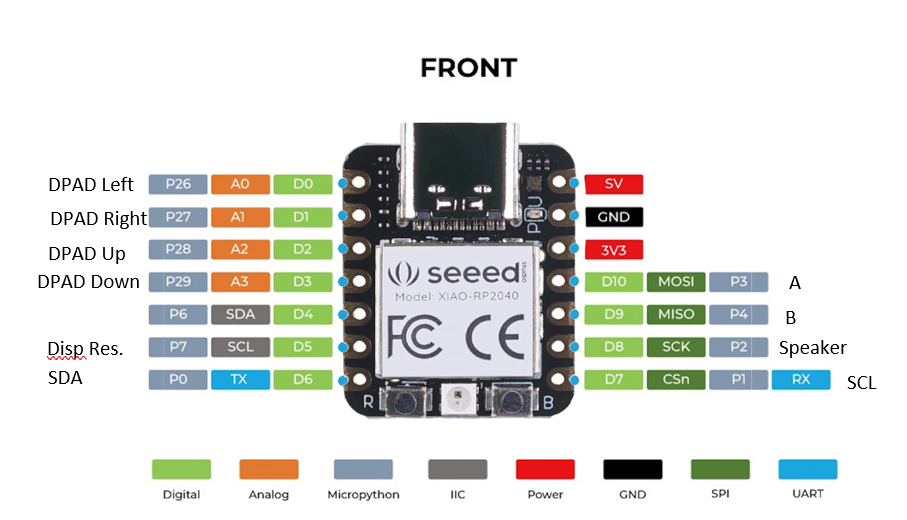 FRONT
DPAD Left P26 A0 D0 5V
DPAD Right P27 A1 D1 GND
DPAD Up P28 A2 D2 3V3
DPAD Down P29 A3 D3 D10 MOSI P3 A
P6 SDA D4 D9 MISO P4 B
Disp Res. P7 SCL D5 D8 SCK P2 Speaker
SDA P0 TX D6 D7 CSn P1 RX SCL
P U
seeed studio
Model: XIAO-RP2040
FC CE
R B
Digital Analog Micropython IIC Power GND SPI UART